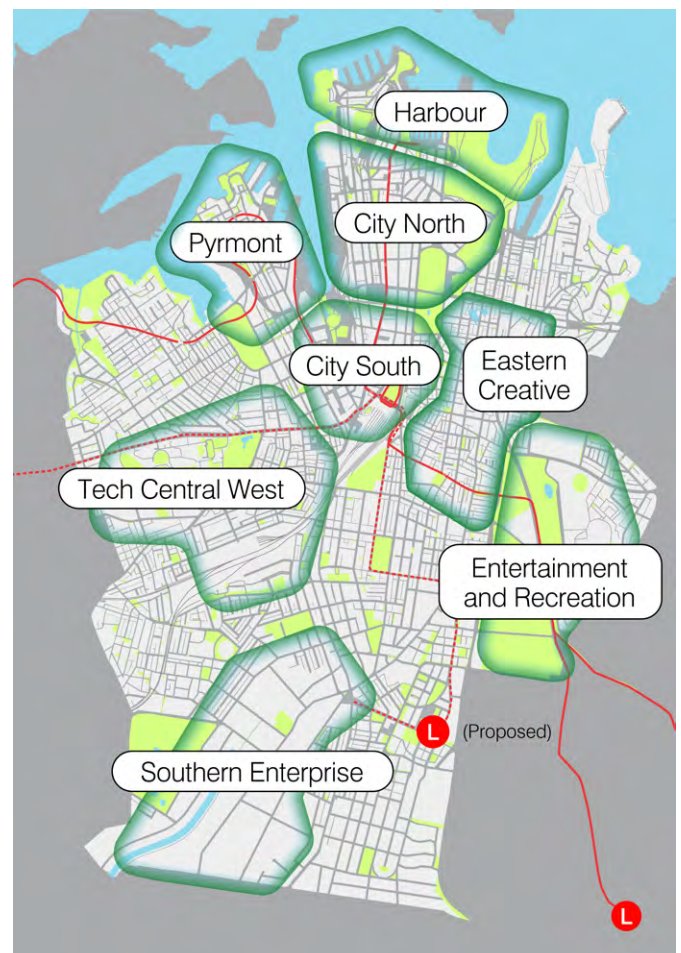 Harbour
City North
Pyrmont
City South
Eastern
Creative
Tech Central West
Entertainment
and Recreation
L
(Proposed)
Southern Enterprise
L